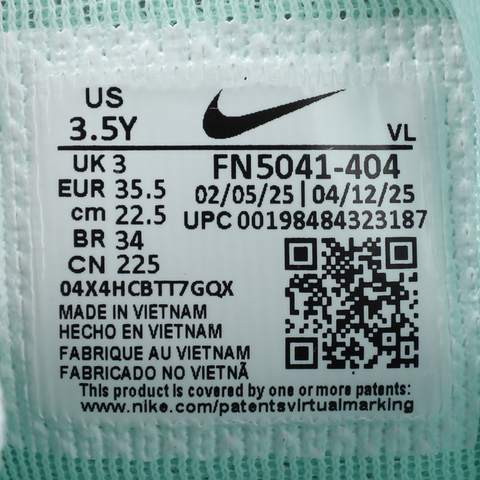 US
3.5Y
VL
UK 3
EUR 35.5
cm 22.5
BR 34
CN 225
FN5041-404
02/05/25 | 04/12/25
UPC 00198484323187
04X4HCBTT7GQX
MADE IN VIETNAM
HECHO EN VIETNAM
FABRIQUE AU VIETNAM
FABRICADO NO VIETNÃ
This product is covered by one or more patents:
www.nike.com/patentsvirtualmarking